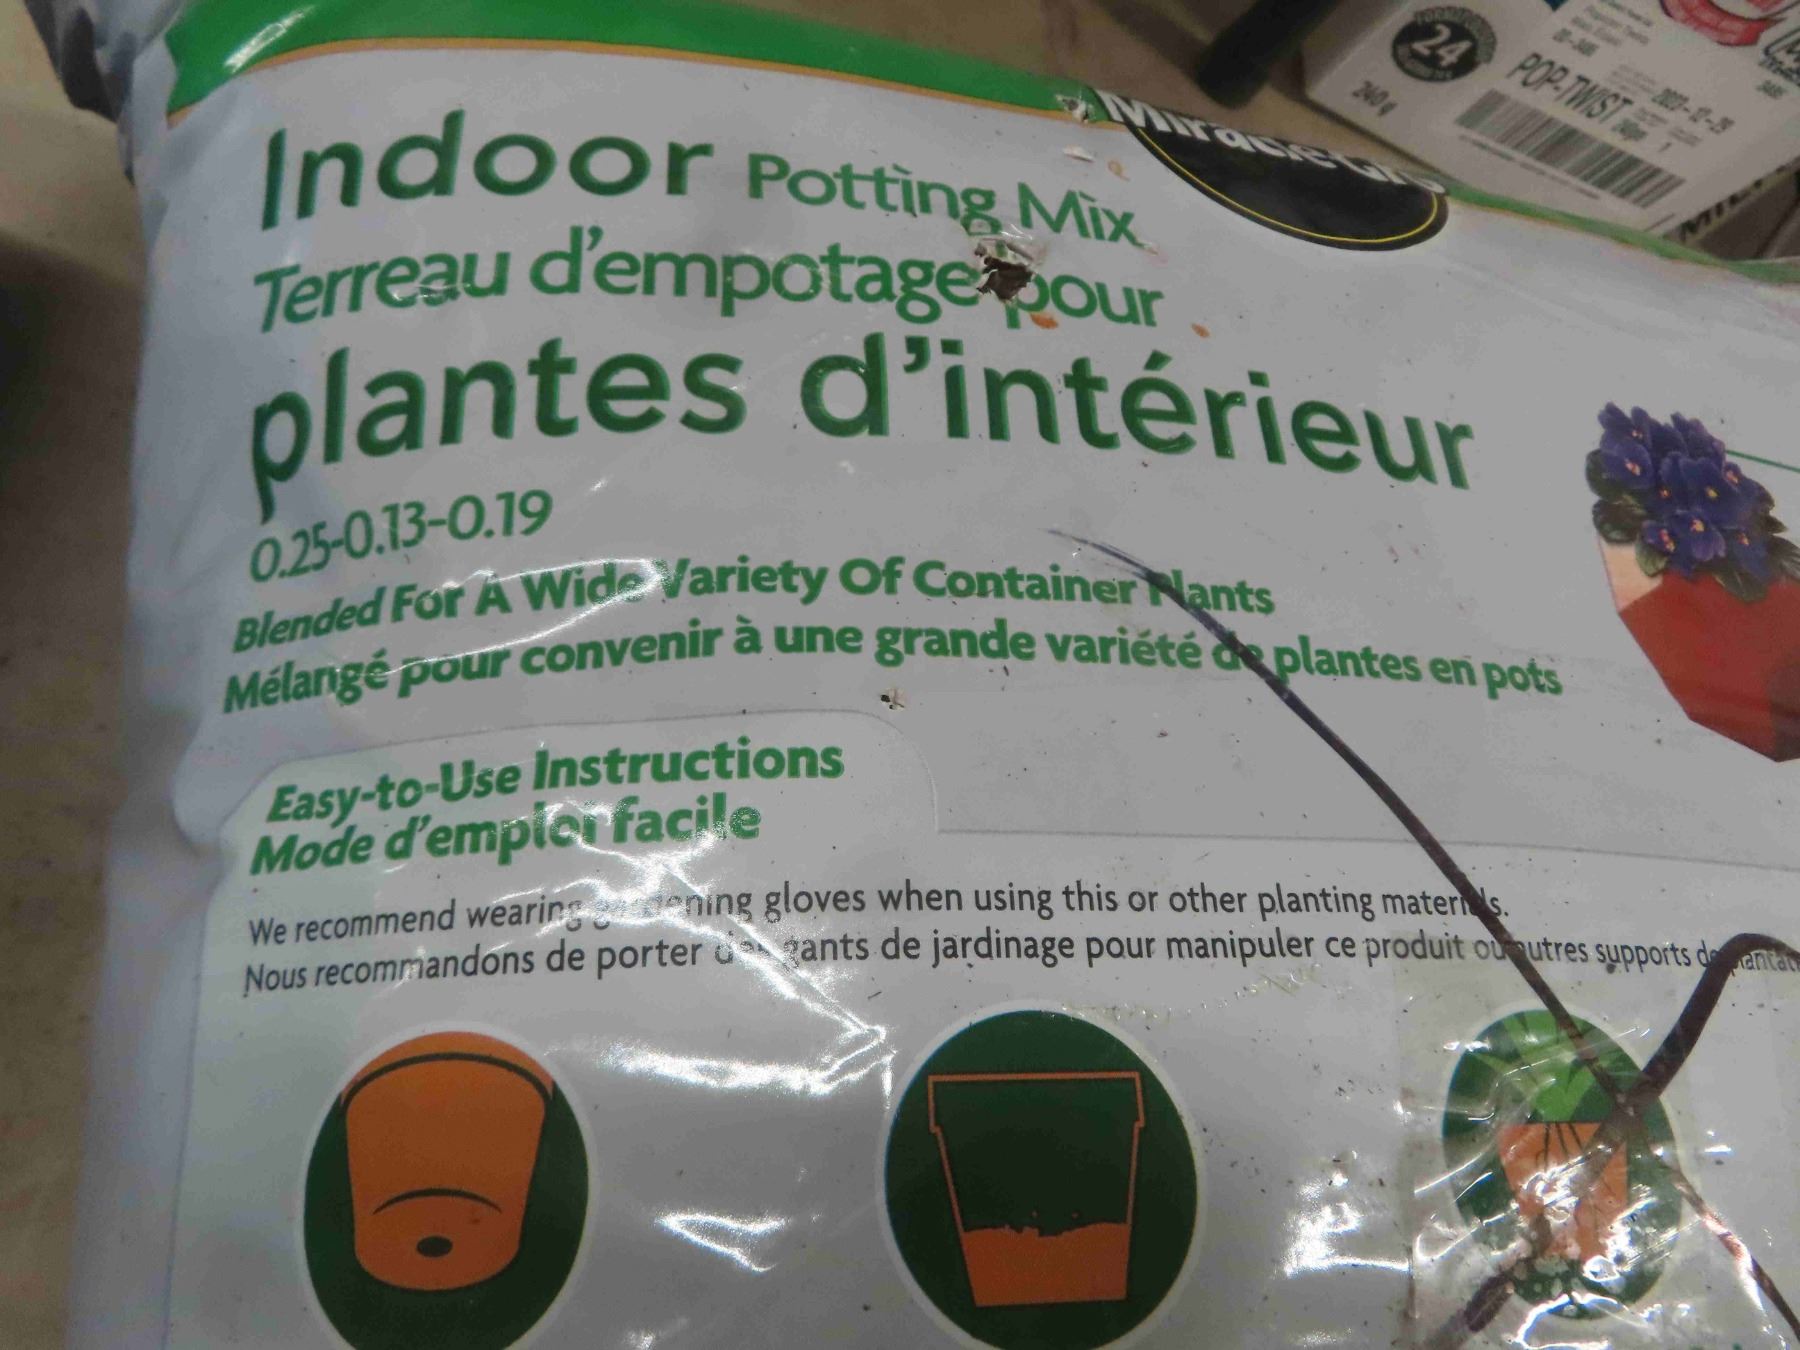 Indoor Potting Mix
Terreau d'empotage pour
plantes d'intérieur
0.25-0.13-0.19
Blended For A Wide Variety Of Container Plants
Mélangé pour convenir à une grande variété de plantes en pots
Easy-to-Use Instructions
Mode d'emploi facile
We recommend wearing gardening gloves when using this or other planting materials.
Nous recommandons de porter des gants de jardinage pour manipuler ce produit ou autres supports de
24
240 g
POP-TWIST